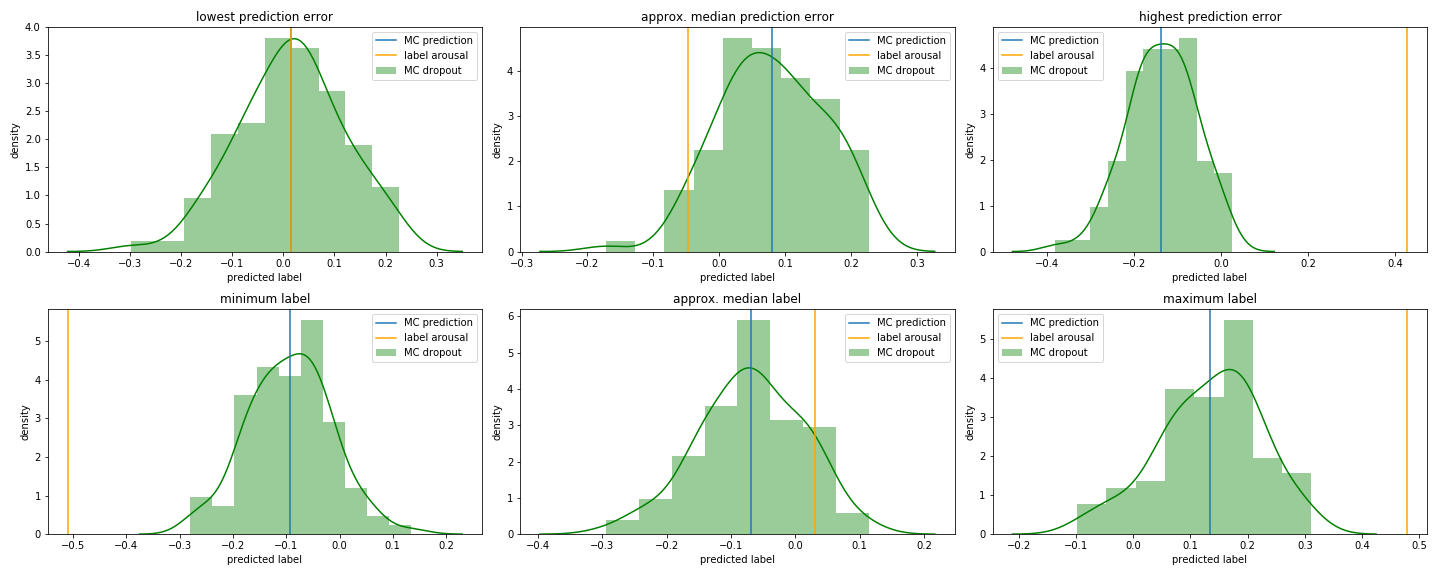 lowest prediction error
MC prediction
label arousal
MC dropout
density
4.0
3.5
3.0
2.5
2.0
1.5
1.0
0.5
0.0
−0.4 −0.3 −0.2 −0.1 0.0 0.1 0.2 0.3
predicted label
approx. median prediction error
MC prediction
label arousal
MC dropout
density
4
3
2
1
0
−0.3 −0.2 −0.1 0.0 0.1 0.2 0.3
predicted label
highest prediction error
MC prediction
label arousal
MC dropout
density
4
3
2
1
0
−0.4 −0.2 0.0 0.2 0.4
predicted label
minimum label
MC prediction
label arousal
MC dropout
density
5
4
3
2
1
0
−0.5 −0.4 −0.3 −0.2 −0.1 0.0 0.1 0.2
predicted label
approx. median label
MC prediction
label arousal
MC dropout
density
6
5
4
3
2
1
0
−0.4 −0.3 −0.2 −0.1 0.0 0.1 0.2
predicted label
maximum label
MC prediction
label arousal
MC dropout
density
5
4
3
2
1
0
−0.2 −0.1 0.0 0.1 0.2 0.3 0.4 0.5
predicted label